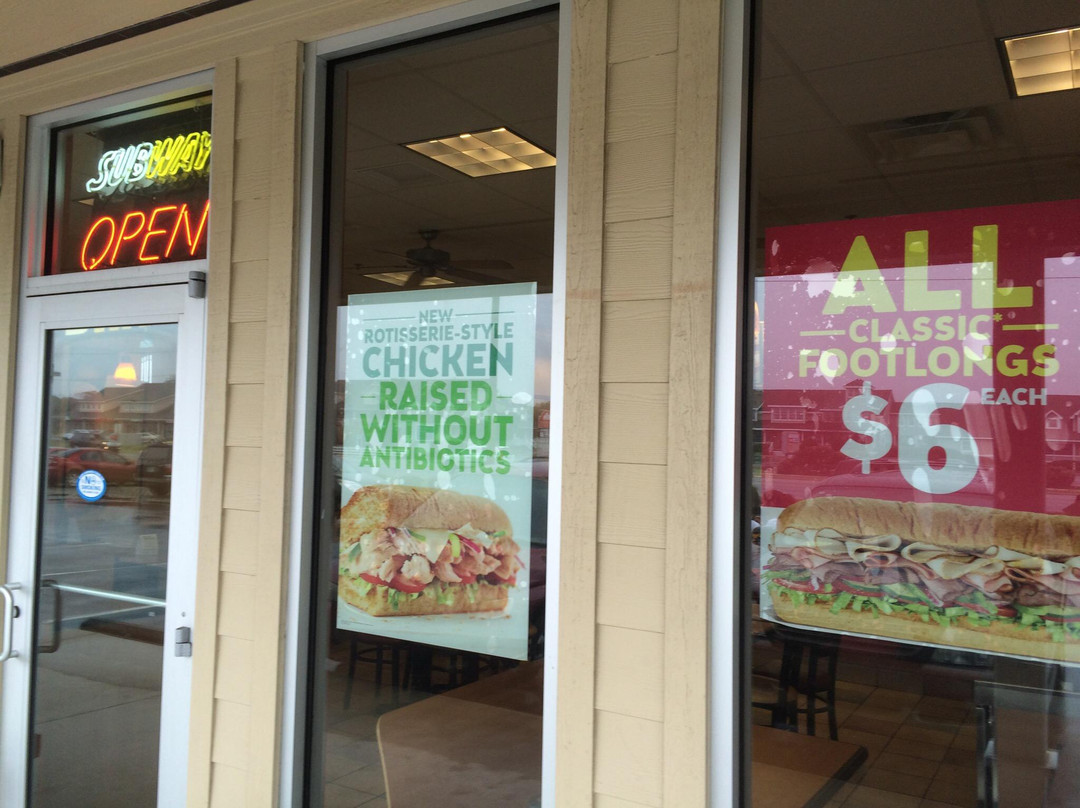 SUBWAY
OPEN
NEW
ROTISSERIE-STYLE
CHICKEN
RAISED
WITHOUT
ANTIBIOTICS
ALL
CLASSIC*
FOOTLONGS
$6 EACH